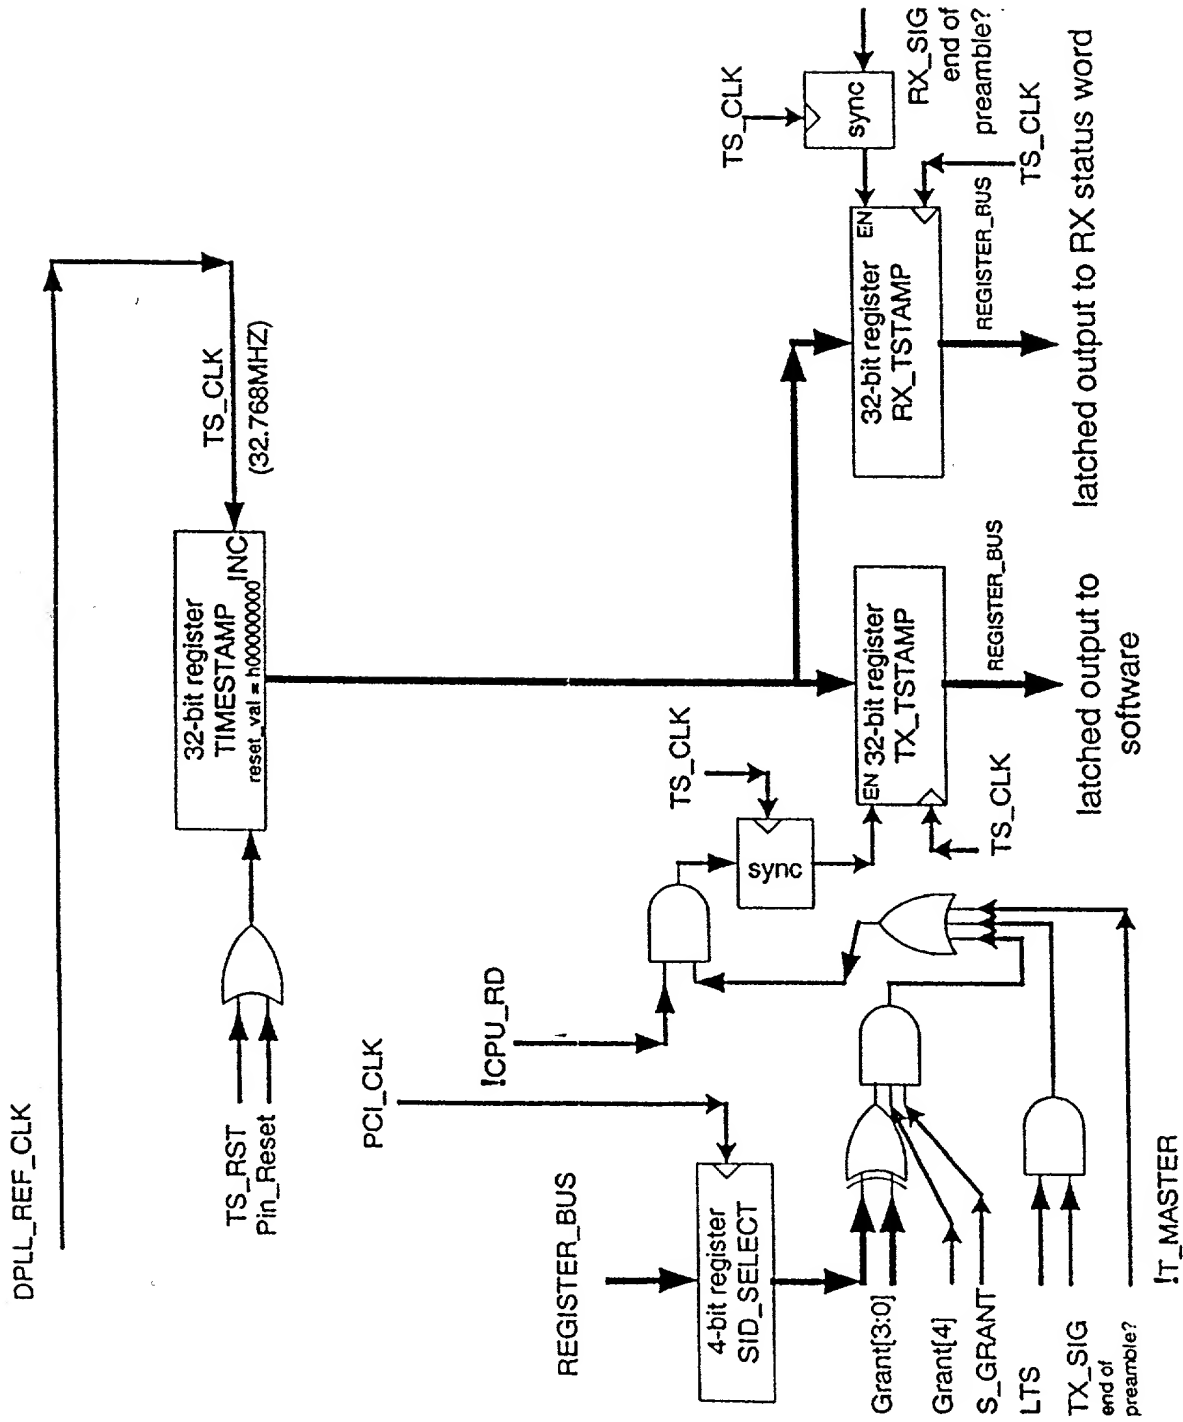 DPLL_REF_CLK
TS_CLK
(32.768MHZ)
TS_RST
Pin_Reset
32-bit register
TIMESTAMP
INC
reset_val = h00000000
PCI_CLK
!CPU_RD
REGISTER_BUS
4-bit register
SID_SELECT
Grant[3:0]
Grant[4]
S_GRANT
LTS
TX_SIG
end of
preamble?
!T_MASTER
TS_CLK
sync
EN
32-bit register
TX_TSTAMP
TS_CLK
REGISTER_BUS
latched output to
software
TS_CLK
sync
RX_SIG
end of
preamble?
EN
32-bit register
RX_TSTAMP
TS_CLK
REGISTER_BUS
latched output to RX status word